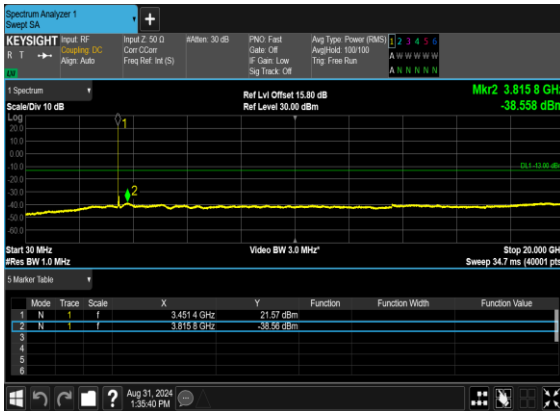 Spectrum Analyzer 1
Swept SA
+
KEYSIGHT Input: RF Input Z: 50 Ω #Atten: 30 dB PNO: Fast Avg Type: Power (RMS) 1 2 3 4 5 6
R T Coupling: DC Corr CCorr Gate: Off Avg|Hold: 100/100 A W W W W W
Align: Auto Freq Ref: Int (S) IF Gain: Low Trig: Free Run
LXI Sig Track: Off A N N N N N
1 Spectrum Ref Lvl Offset 15.80 dB Mkr2 3.815 8 GHz
Scale/Div 10 dB Ref Level 30.00 dBm -38.558 dBm
Log
20.0
10.0
0.00
-10.0
-20.0
-30.0
-40.0
-50.0
-60.0
1
2
DL1 -13.00 dBm
Start 30 MHz Video BW 3.0 MHz* Stop 20.000 GHz
#Res BW 1.0 MHz Sweep 34.7 ms (40001 pts)
5 Marker Table
Mode Trace Scale X Y Function Function Width Function Value
1 N 1 f 3.451 4 GHz 21.57 dBm
2 N 1 f 3.815 8 GHz -38.56 dBm
3
4
5
6
? Aug 31, 2024
1:35:40 PM